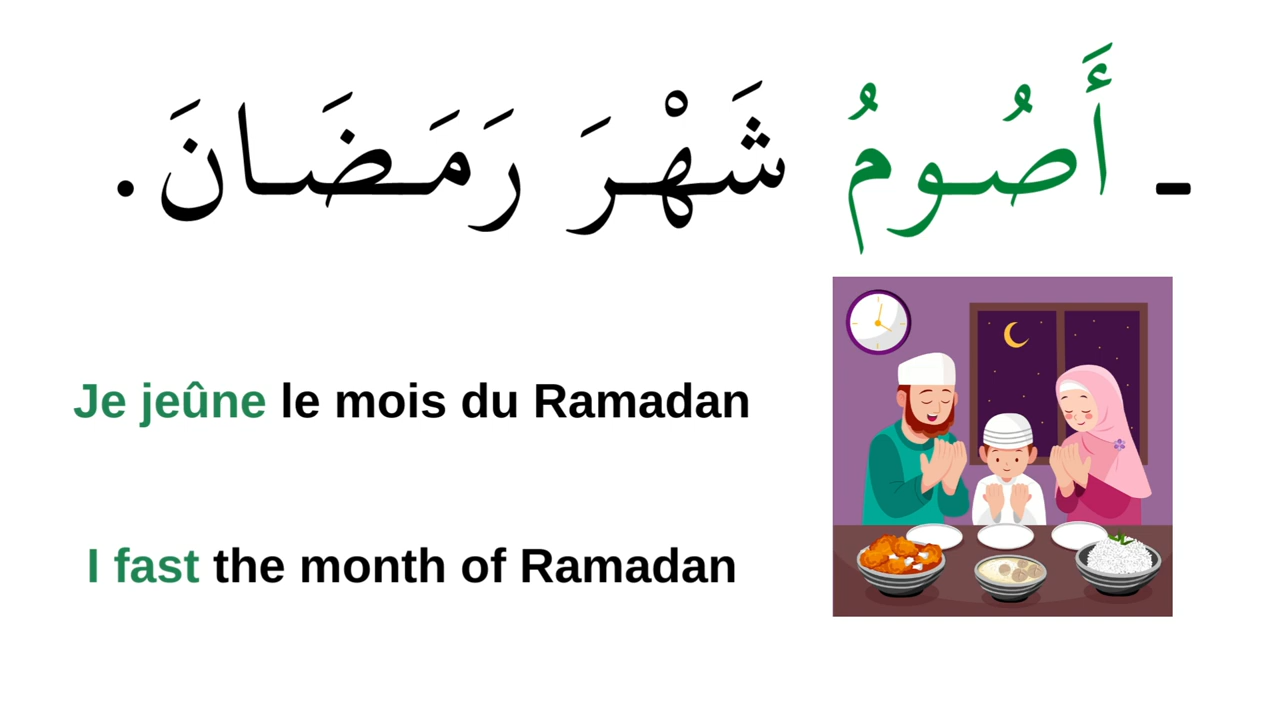 - أَصُومُ شَهْرَ رَمَضَانَ.
Je jeûne le mois du Ramadan
I fast the month of Ramadan